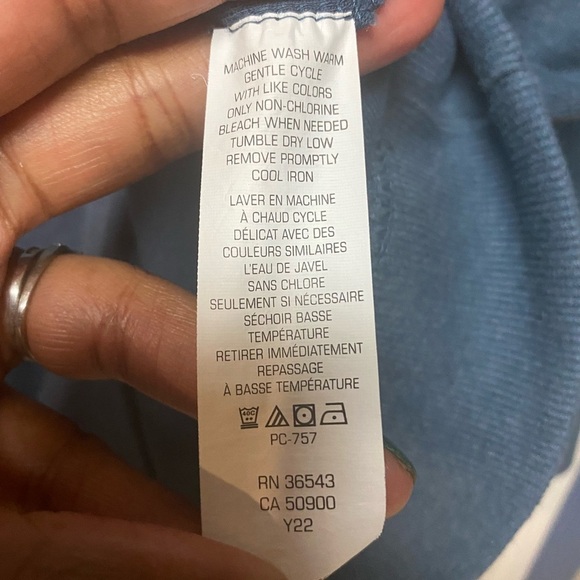 MACHINE WASH WARM
GENTLE CYCLE
WITH LIKE COLORS
ONLY NON-CHLORINE
BLEACH WHEN NEEDED
TUMBLE DRY LOW
REMOVE PROMPTLY
COOL IRON
LAVER EN MACHINE
À CHAUD CYCLE
DÉLICAT AVEC DES
COULEURS SIMILAIRES
L'EAU DE JAVEL
SANS CHLORE
SEULEMENT SI NÉCESSAIRE
SÉCHOIR BASSE
TEMPÉRATURE
RETIRER IMMÉDIATEMENT
REPASSAGE
À BASSE TEMPÉRATURE
40C
PC-757
RN 36543
CA 50900
Y22